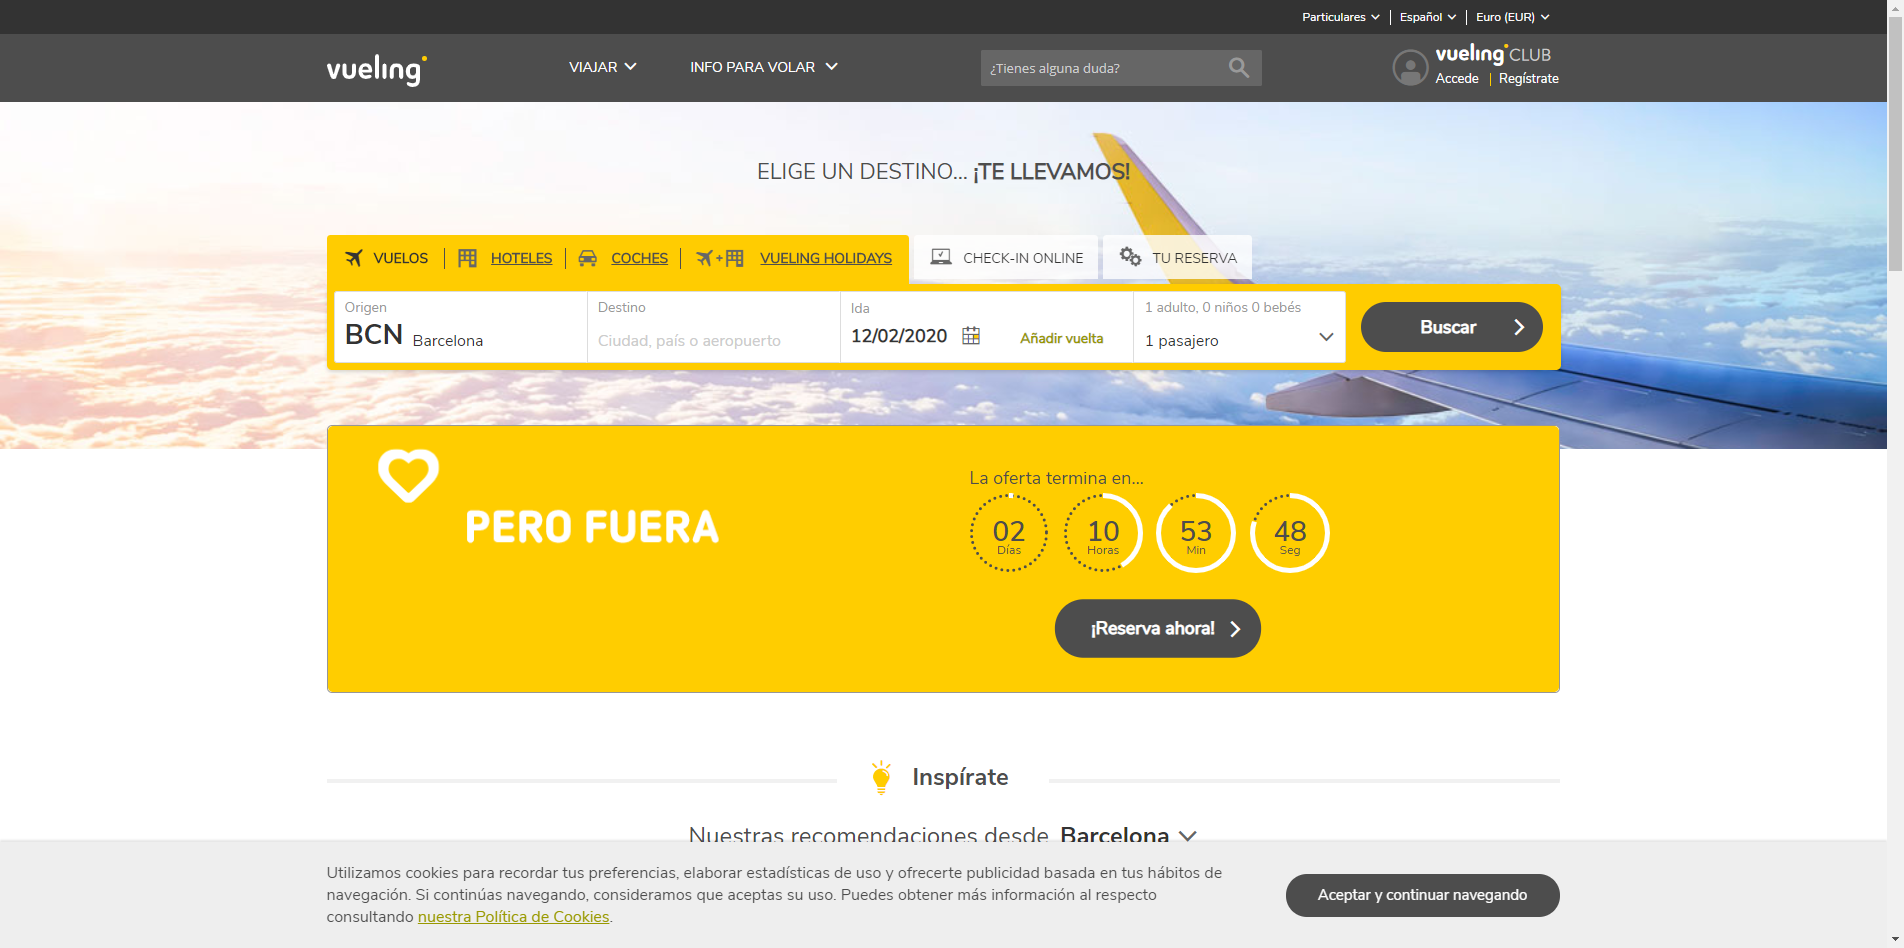 Particulares Español Euro (EUR)
vueling VIAJAR INFO PARA VOLAR ¿Tienes alguna duda? vueling CLUB
Accede Regístrate
ELIGE UN DESTINO... ¡TE LLEVAMOS!
VUELOS HOTELES COCHES + VUELING HOLIDAYS CHECK-IN ONLINE TU RESERVA
Origen Destino Ida 1 adulto, 0 niños 0 bebés
BCN Barcelona Ciudad, país o aeropuerto 12/02/2020 Añadir vuelta 1 pasajero Buscar
La oferta termina en...
PERO FUERA
02 10 53 48
Días Horas Min Seg
¡Reserva ahora!
Inspírate
Nuestras recomendaciones desde Barcelona
Utilizamos cookies para recordar tus preferencias, elaborar estadísticas de uso y ofrecerte publicidad basada en tus hábitos de
navegación. Si continúas navegando, consideramos que aceptas su uso. Puedes obtener más información al respecto
consultando nuestra Política de Cookies.
Aceptar y continuar navegando